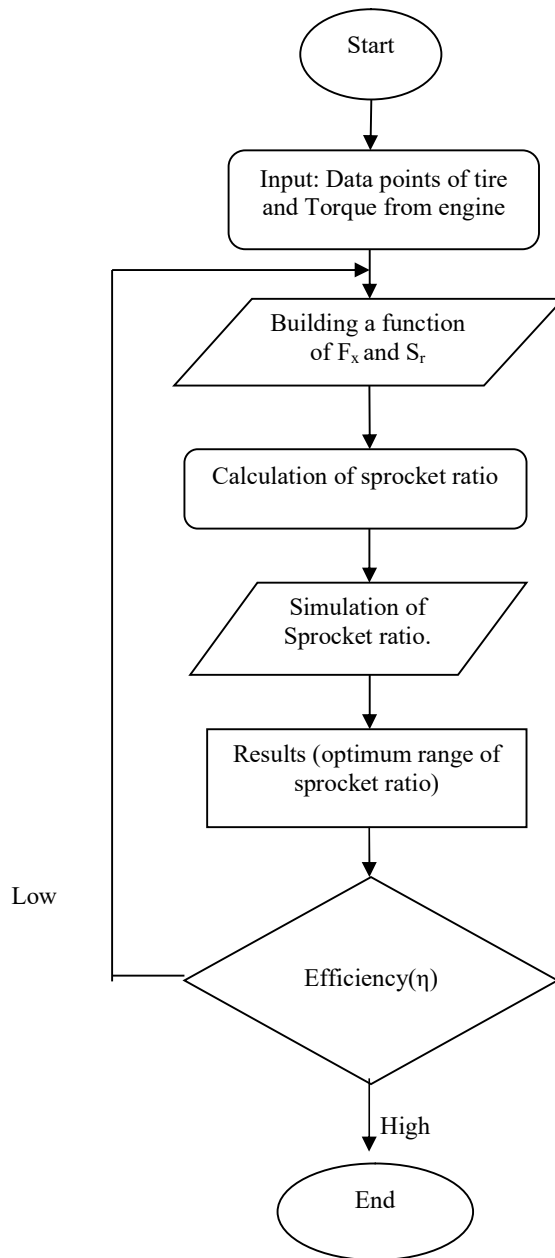 Start
Input: Data points of tire
and Torque from engine
Building a function
of Fₓ and Sᵣ
Calculation of sprocket ratio
Simulation of
Sprocket ratio.
Results (optimum range of
sprocket ratio)
Low
Efficiency(η)
High
End